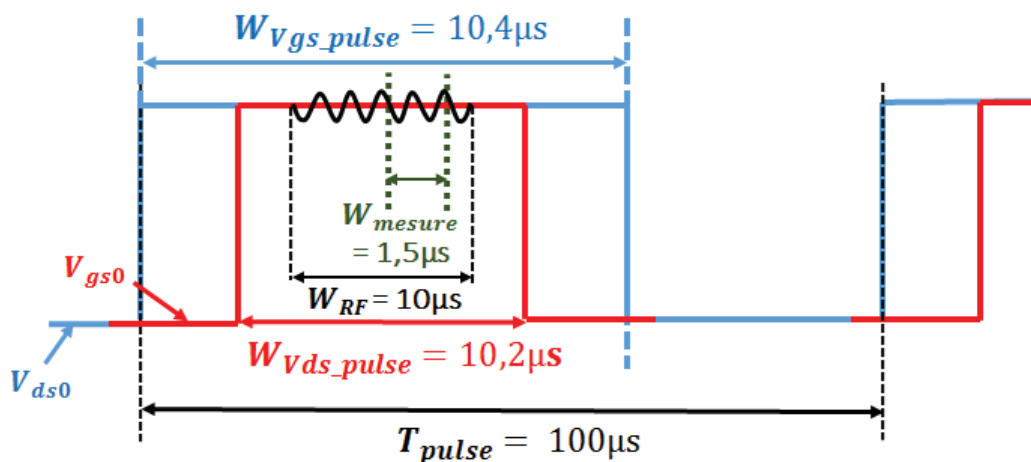 W_Vgs_pulse = 10,4µs
W_mesure
= 1,5µs
V_gs0
W_RF = 10µs
W_Vds_pulse = 10,2µs
V_ds0
T_pulse = 100µs